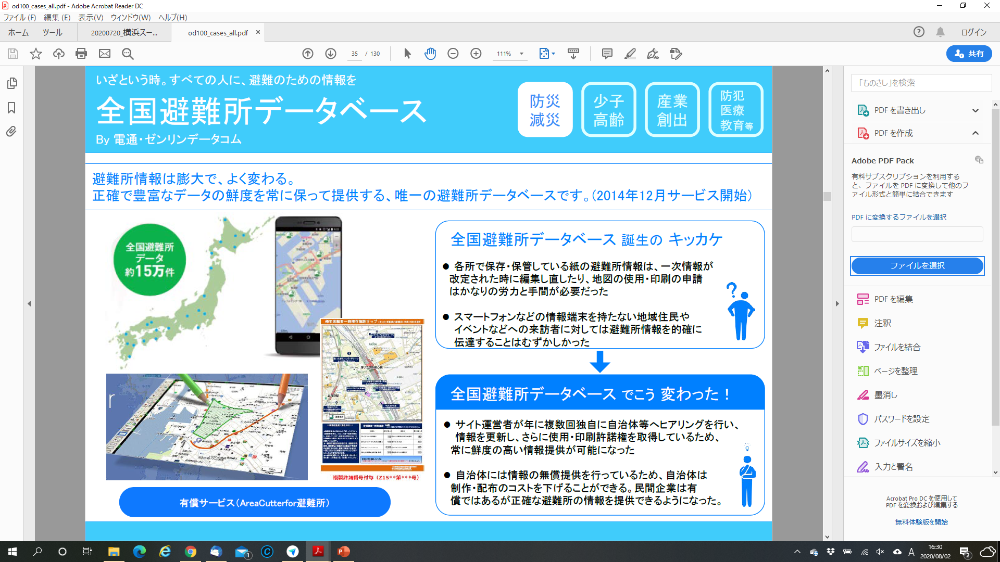 od100_cases_all.pdf - Adobe Acrobat Reader DC
ファイル (F) 編集 (E) 表示(V) ウィンドウ(W) ヘルプ(H)
ホーム ツール 20200720_横浜スー... od100_cases_all.pdf × ログイン
35 / 130 111% 共有
いざという時。すべての人に、避難のための情報を
全国避難所データベース
By 電通・ゼンリンデータコム
防災
減災
少子
高齢
産業
創出
防犯
医療
教育等
避難所情報は膨大で、よく変わる。
正確で豊富なデータの鮮度を常に保って提供する、唯一の避難所データベースです。(2014年12月サービス開始)
全国避難所
データ
約15万件
帰宅困難者一時滞在施設マップ
複製許諾番号付与 (Z15**第***号)
有償サービス(AreaCutterfor避難所)
全国避難所データベース 誕生の キッカケ
● 各所で保存・保管している紙の避難所情報は、一次情報が
改定された時に編集し直したり、地図の使用・印刷の申請
はかなりの労力と手間が必要だった
● スマートフォンなどの情報端末を持たない地域住民や
イベントなどへの来訪者に対しては避難所情報を的確に
伝達することはむずかしかった
?
全国避難所データベース でこう 変わった！
● サイト運営者が年に複数回独自に自治体等へヒアリングを行い、
情報を更新し、さらに使用・印刷許諾権を取得しているため、
常に鮮度の高い情報提供が可能になった
● 自治体には情報の無償提供を行っているため、自治体は
制作・配布のコストを下げることができる。民間企業は有
償ではあるが正確な避難所の情報を提供できるようになった。
「ものさし」を検索
PDF を書き出し
PDF を作成
Adobe PDF Pack
有料サブスクリプションを利用する
と、ファイルを PDF に変換して他のフ
ァイル形式と簡単に結合できます
PDF に変換するファイルを選択
ファイルを選択
PDF を編集
注釈
ファイルを結合
ページを整理
墨消し
パスワードを設定
ファイルサイズを縮小
入力と署名
Acrobat Pro DC を使用して
PDF を変換および編集する
無料体験版を開始
1
A
16:30
2020/08/02
2